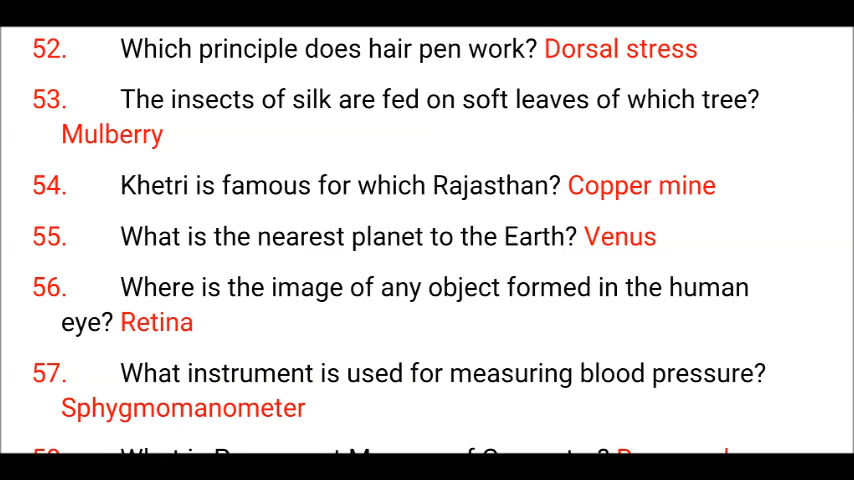 52. Which principle does hair pen work? Dorsal stress
53. The insects of silk are fed on soft leaves of which tree?
Mulberry
54. Khetri is famous for which Rajasthan? Copper mine
55. What is the nearest planet to the Earth? Venus
56. Where is the image of any object formed in the human
eye? Retina
57. What instrument is used for measuring blood pressure?
Sphygmomanometer